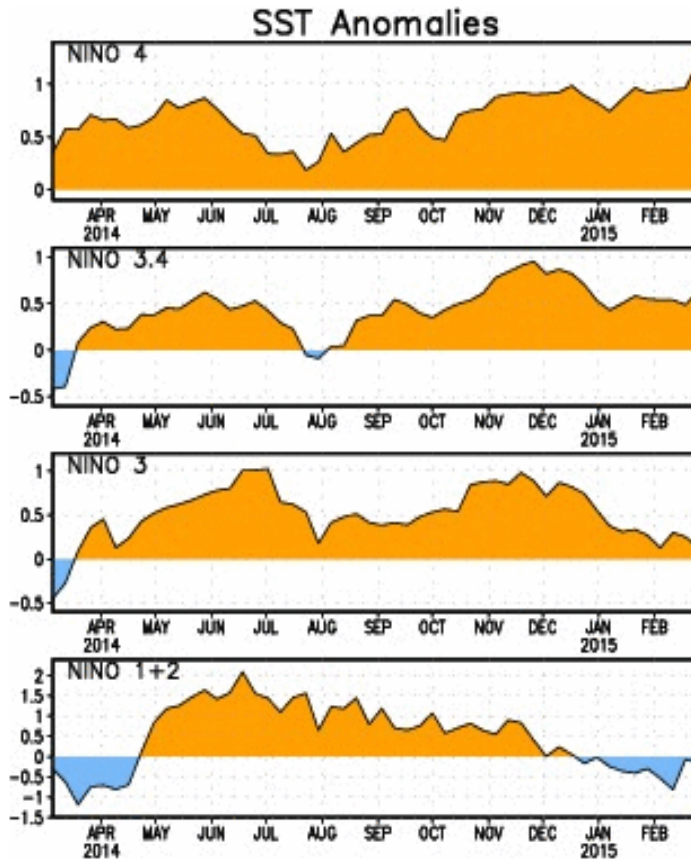 SST Anomalies
NINO 4
1
0.5
0
APR MAY JUN JUL AUG SEP OCT NOV DEC JAN FEB
2014 2015
NINO 3.4
1
0.5
0
-0.5
APR MAY JUN JUL AUG SEP OCT NOV DEC JAN FEB
2014 2015
NINO 3
1
0.5
0
-0.5
APR MAY JUN JUL AUG SEP OCT NOV DEC JAN FEB
2014 2015
NINO 1+2
2
1.5
1
0.5
0
-0.5
-1
-1.5
APR MAY JUN JUL AUG SEP OCT NOV DEC JAN FEB
2014 2015